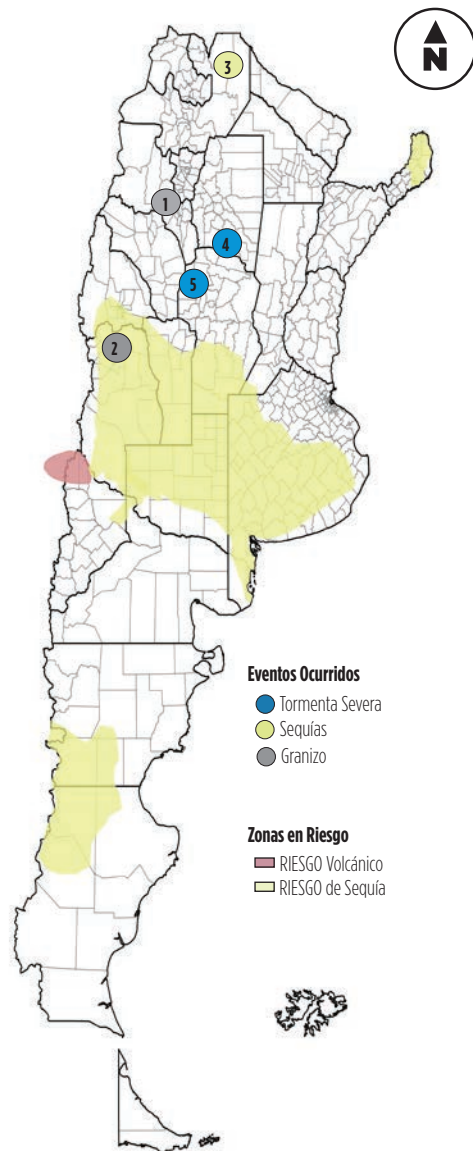 N
3
1
4
5
2
Eventos Ocurridos
Tormenta Severa
Sequías
Granizo
Zonas en Riesgo
RIESGO Volcánico
RIESGO de Sequía